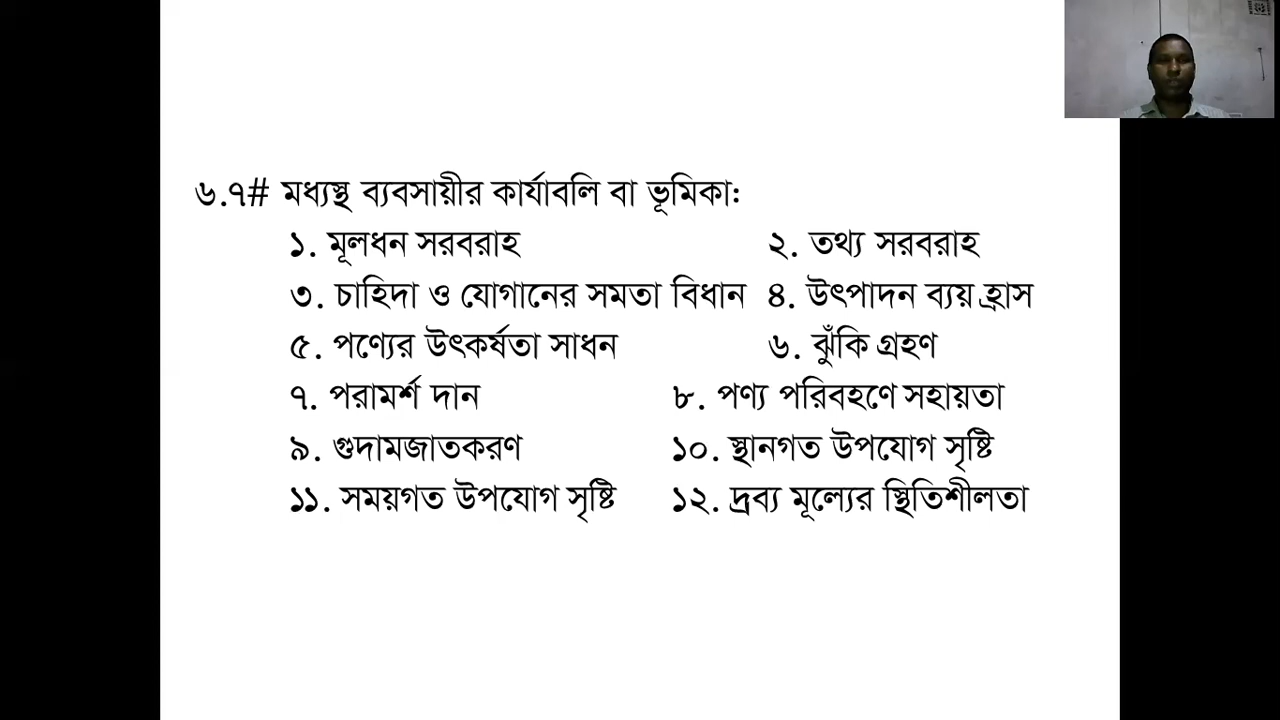 ৬.৭# মধ্যস্থ ব্যবসায়ীর কার্যাবলি বা ভূমিকা:
১. মূলধন সরবরাহ ২. তথ্য সরবরাহ
৩. চাহিদা ও যোগানের সমতা বিধান ৪. উৎপাদন ব্যয় হ্রাস
৫. পণ্যের উৎকর্ষতা সাধন ৬. ঝুঁকি গ্রহণ
৭. পরামর্শ দান ৮. পণ্য পরিবহণে সহায়তা
৯. গুদামজাতকরণ ১০. স্থানগত উপযোগ সৃষ্টি
১১. সময়গত উপযোগ সৃষ্টি ১২. দ্রব্য মূল্যের স্থিতিশীলতা